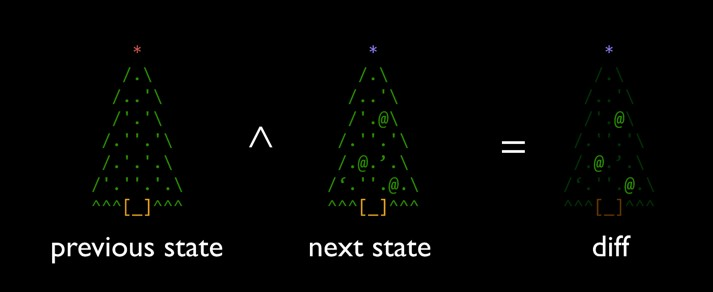 *   *   *
/.\   /.\   /.\
/..'\   /..'\   /..'\
/'.'\   /'.@\   /'.@\
^   =
/.''.'\   /.''.'\   /.''.'\
/.'.'.\   /.@.’.\   /.@.’.\
/'.''.'.\   /‘.''.@.\   /‘.''.@.\
^^^[_]^^^   ^^^[_]^^^   ^^^[_]^^^
previous state   next state   diff